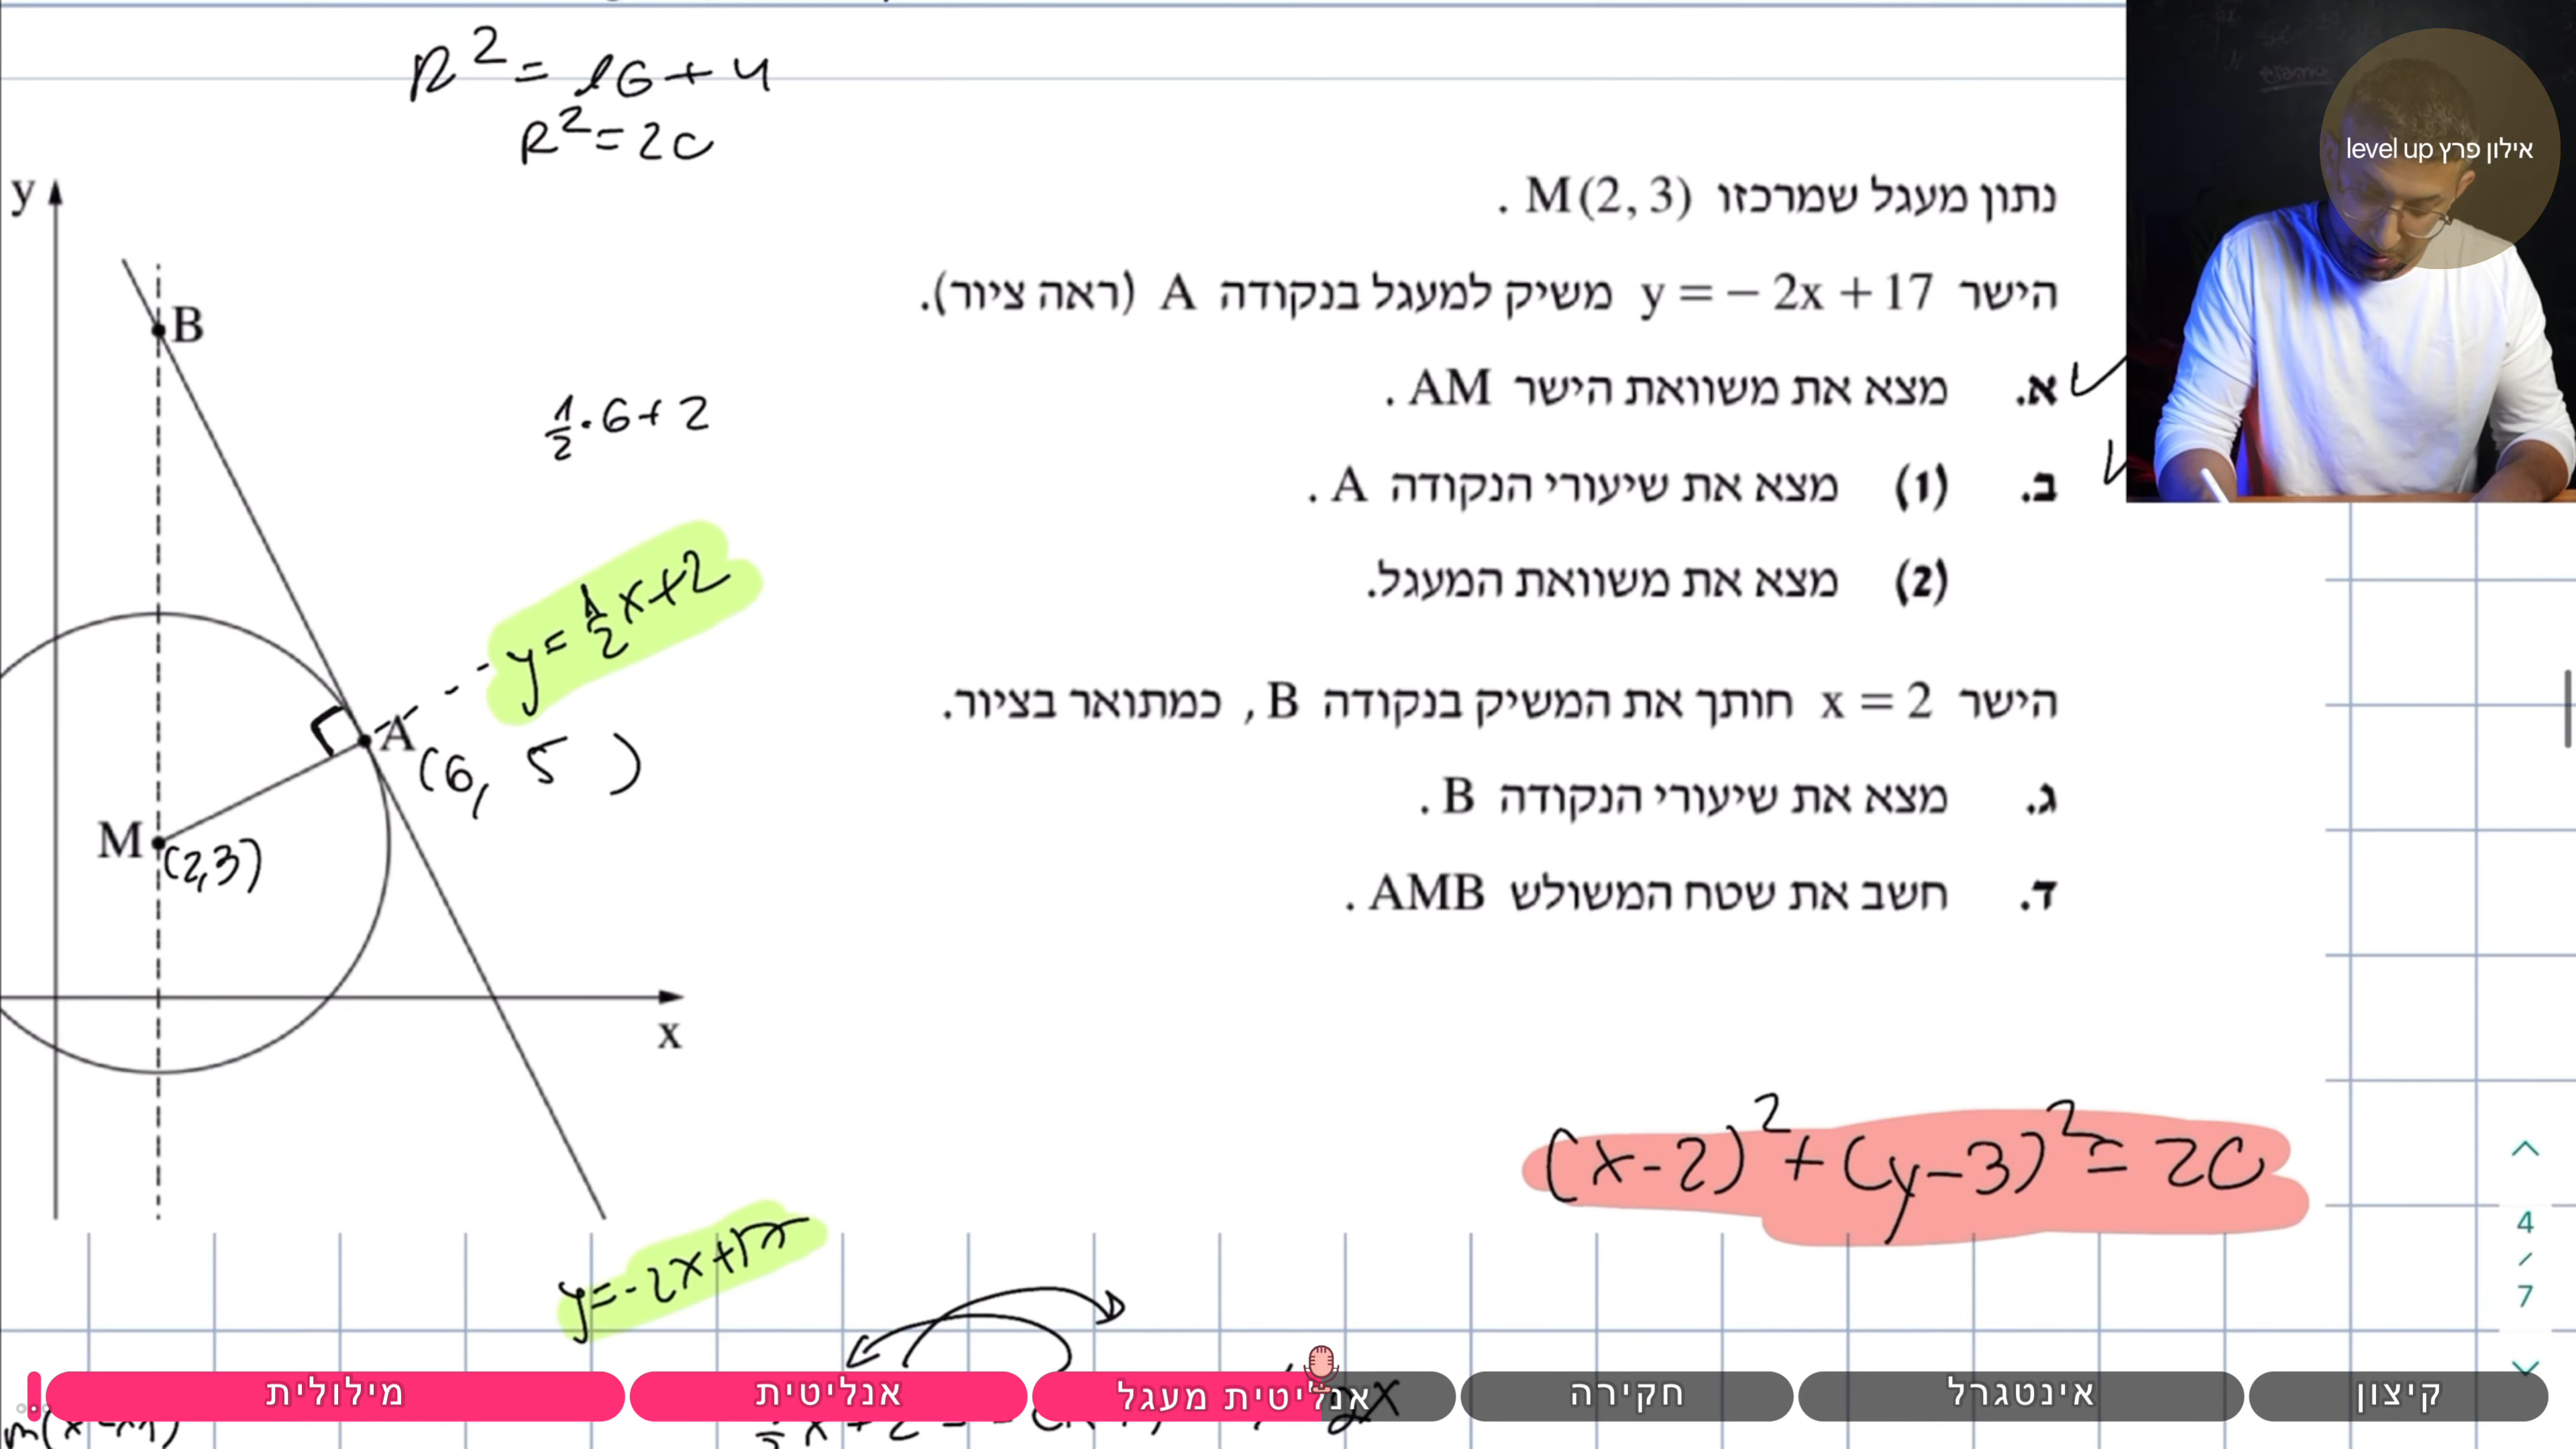 R² = 16 + 4
R² = 20
אילון פרץ level up
נתון מעגל שמרכזו M(2, 3) .
הישר y = – 2x + 17 משיק למעגל בנקודה A (ראה ציור).
א. מצא את משוואת הישר AM .
ב. (1) מצא את שיעורי הנקודה A .
(2) מצא את משוואת המעגל.
הישר x = 2 חותך את המשיק בנקודה B , כמתואר בציור.
ג. מצא את שיעורי הנקודה B .
ד. חשב את שטח המשולש AMB .
y
B
½·6+2
y=½x+2
A
(6, 5)
M
(2,3)
x
(x-2)²+(y-3)²=20
y=-2x+17
4
/
7
מילולית
אנליטית
אנליטית מעגל
חקירה
אינטגרל
קיצון